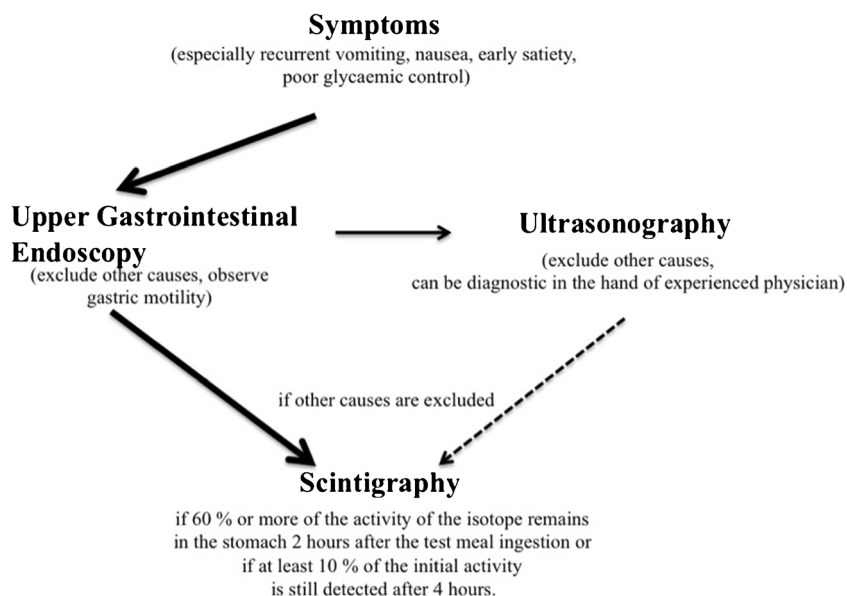 Symptoms
(especially recurrent vomiting, nausea, early satiety,
poor glycaemic control)
Upper Gastrointestinal
Endoscopy
(exclude other causes, observe
gastric motility)
Ultrasonography
(exclude other causes,
can be diagnostic in the hand of experienced physician)
if other causes are excluded
Scintigraphy
if 60 % or more of the activity of the isotope remains
in the stomach 2 hours after the test meal ingestion or
if at least 10 % of the initial activity
is still detected after 4 hours.